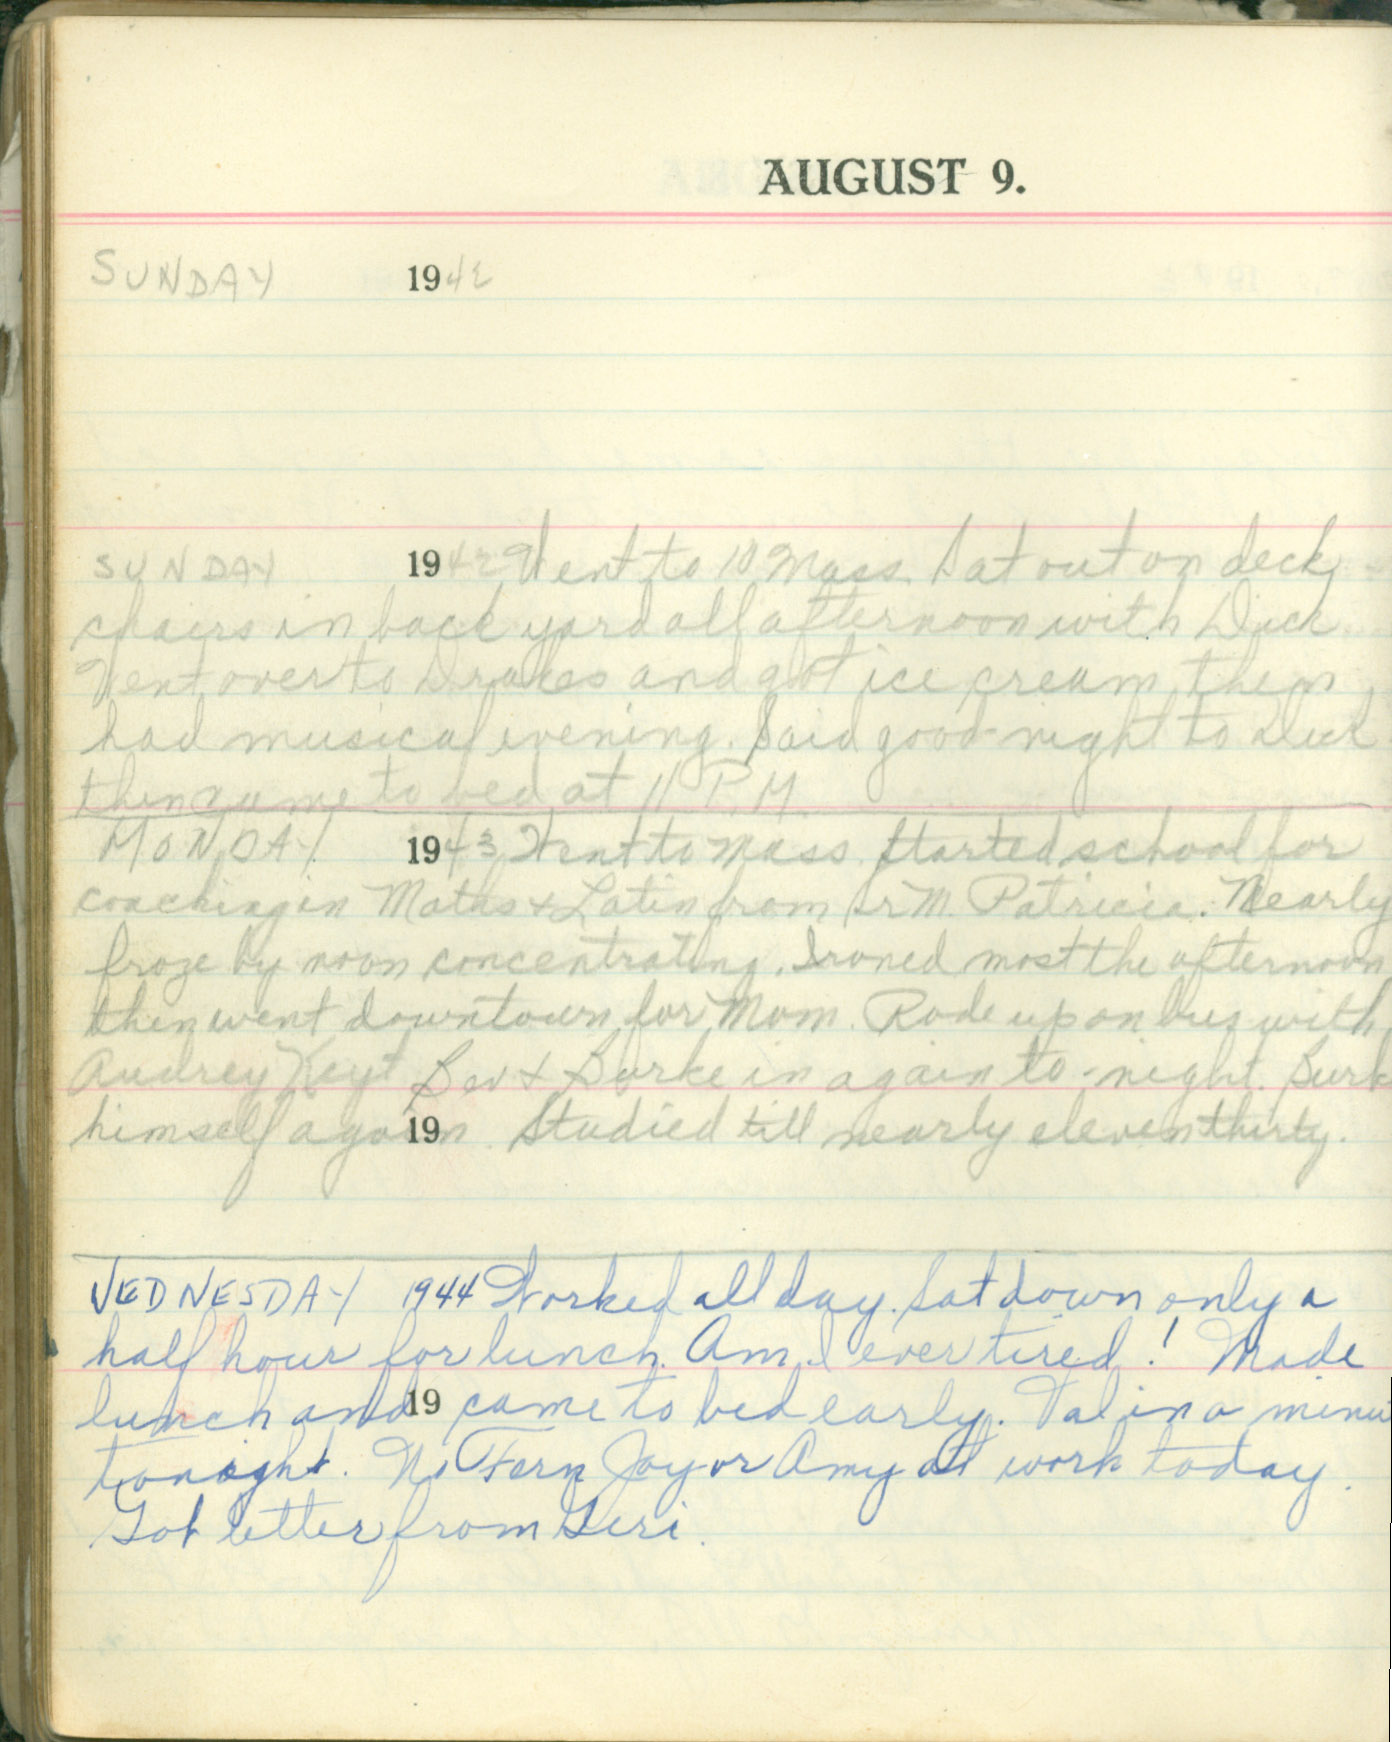 AUGUST 9.
SUNDAY 1942
SUNDAY 1942 Went to 10 Mass. Sat out on deck
chairs in back yard all afternoon with Dick.
Went over to Drakes and got ice cream, then
had musical evening. Said good-night to Dick
then came to bed at 11 P.M.
MONDAY 1943 Went to Mass Started school for
coaching in Maths & Latin from Sr M. Patricia. Nearly
froze by noon concentrating. Ironed most the afternoon
then went downtown for Mom. Rode up on bus with
Audrey Keyt Bev & Burke in again to-night. Burk
himself again. Studied till nearly eleven thirty.
19
WEDNESDAY 1944 Worked all day. Sat down only a
half hour for lunch. Am I ever tired! Made
lunch and came to bed early. Val in a minu
19
tonight. No Fern Joy or Amy at work today.
Got letter from Geri.